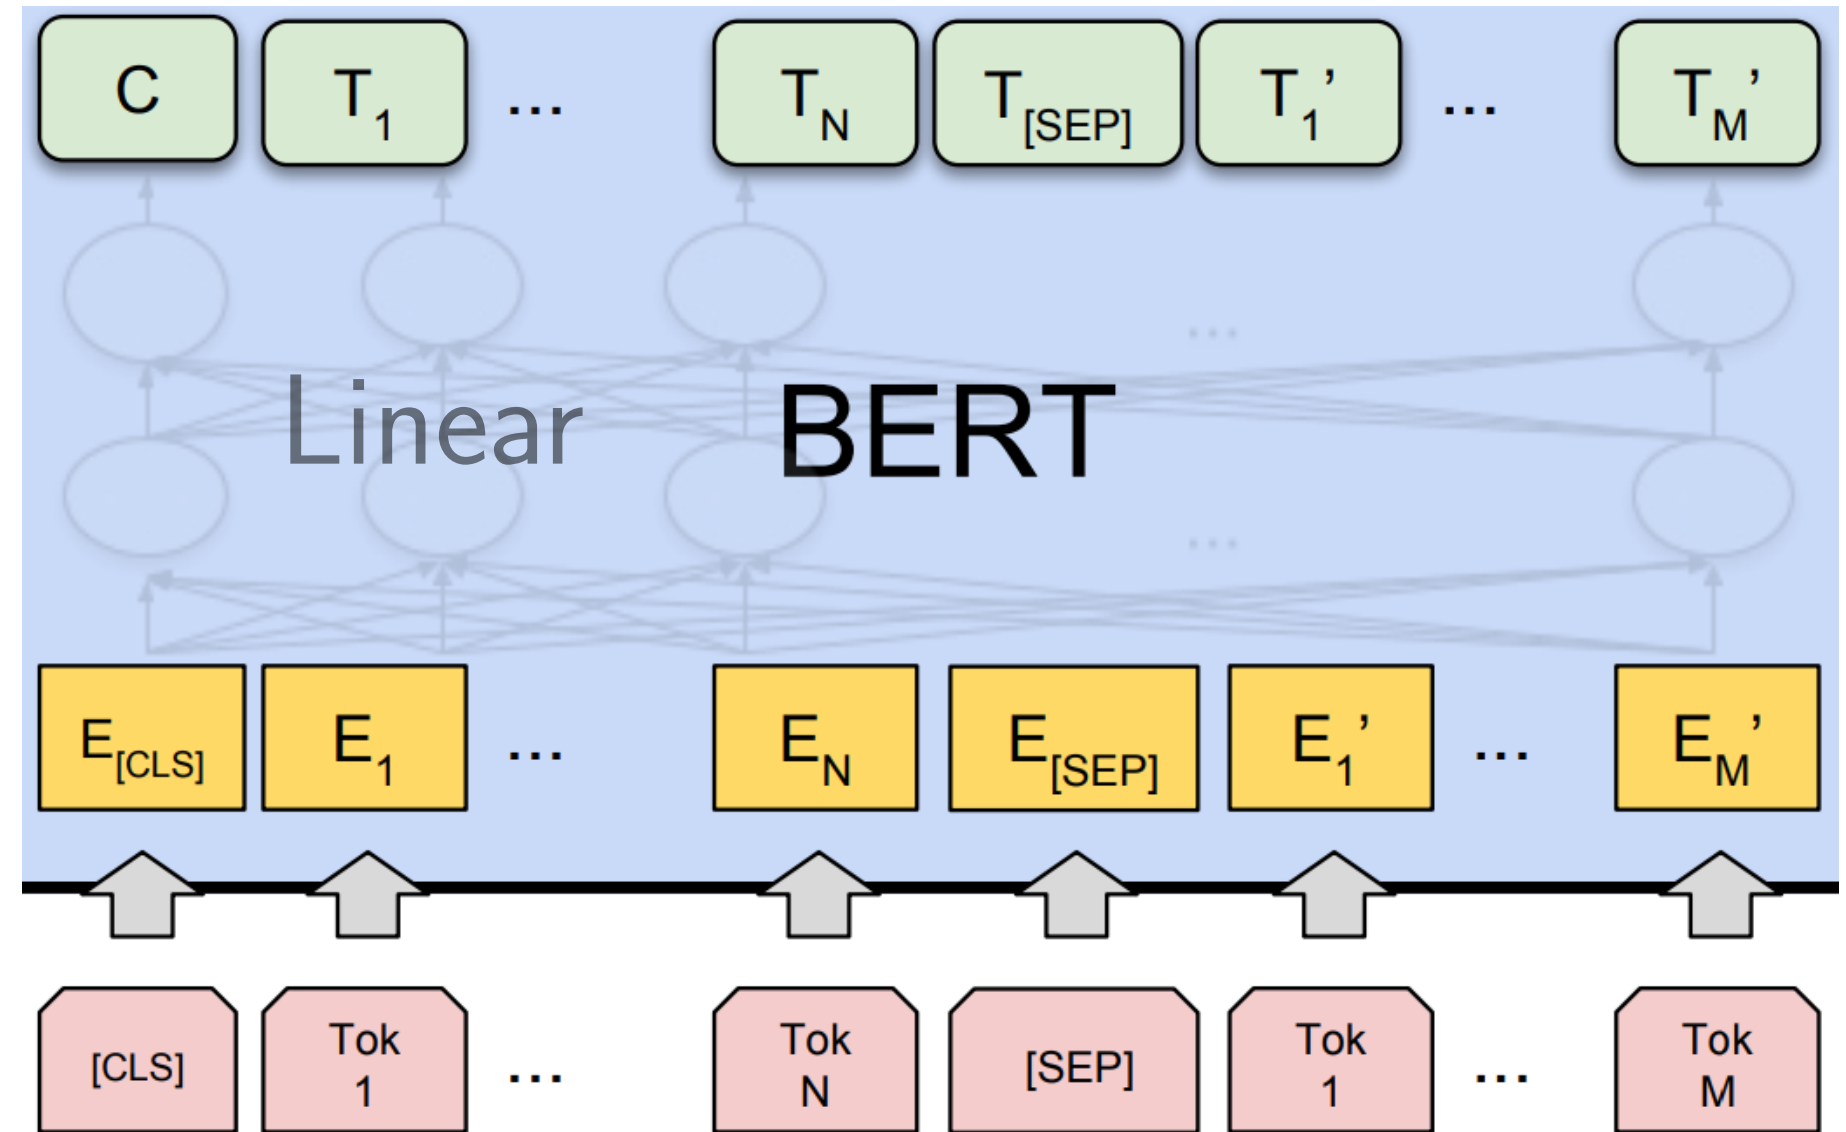 C T1 ... TN T[SEP] T1’ ... TM’
...
Linear BERT
...
E[CLS] E1 ... EN E[SEP] E1’ ... EM’
[CLS] Tok 1 ... Tok N [SEP] Tok 1 ... Tok M